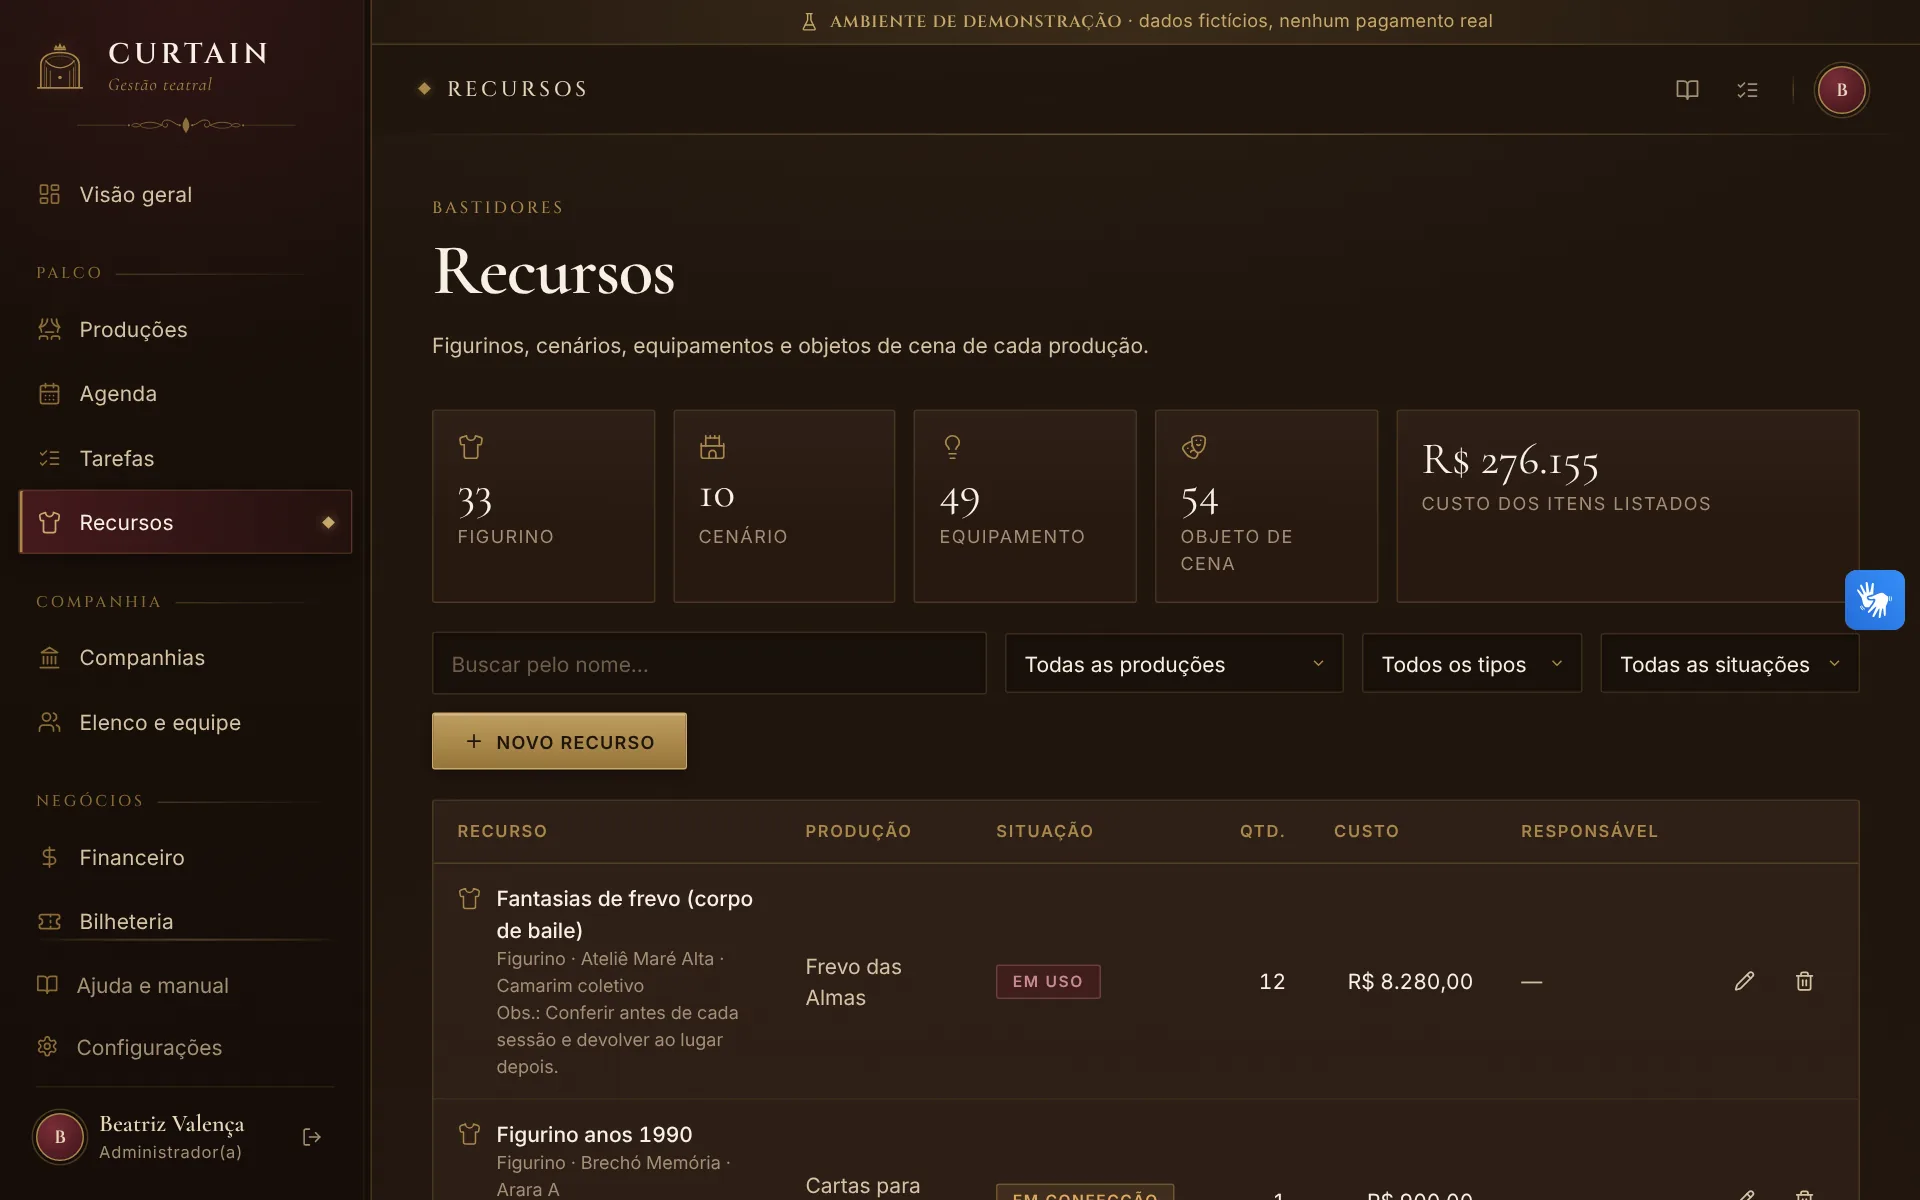 CURTAIN
Gestão teatral
Visão geral
PALCO
Produções
Agenda
Tarefas
Recursos
COMPANHIA
Companhias
Elenco e equipe
NEGÓCIOS
Financeiro
Bilheteria
Ajuda e manual
Configurações
B
Beatriz Valença
Administrador(a)
AMBIENTE DE DEMONSTRAÇÃO · dados fictícios, nenhum pagamento real
RECURSOS
B
BASTIDORES
Recursos
Figurinos, cenários, equipamentos e objetos de cena de cada produção.
33
FIGURINO
10
CENÁRIO
49
EQUIPAMENTO
54
OBJETO DE
CENA
R$ 276.155
CUSTO DOS ITENS LISTADOS
Buscar pelo nome...
Todas as produções
Todos os tipos
Todas as situações
+ NOVO RECURSO
RECURSO PRODUÇÃO SITUAÇÃO QTD. CUSTO RESPONSÁVEL
Fantasias de frevo (corpo
de baile)
Figurino · Ateliê Maré Alta ·
Camarim coletivo
Obs.: Conferir antes de cada
sessão e devolver ao lugar
depois.
Frevo das
Almas
EM USO
12
R$ 8.280,00
—
Figurino anos 1990
Figurino · Brechó Memória ·
Arara A
Cartas para
EM CONFECÇÃO
1
R$ 900,00